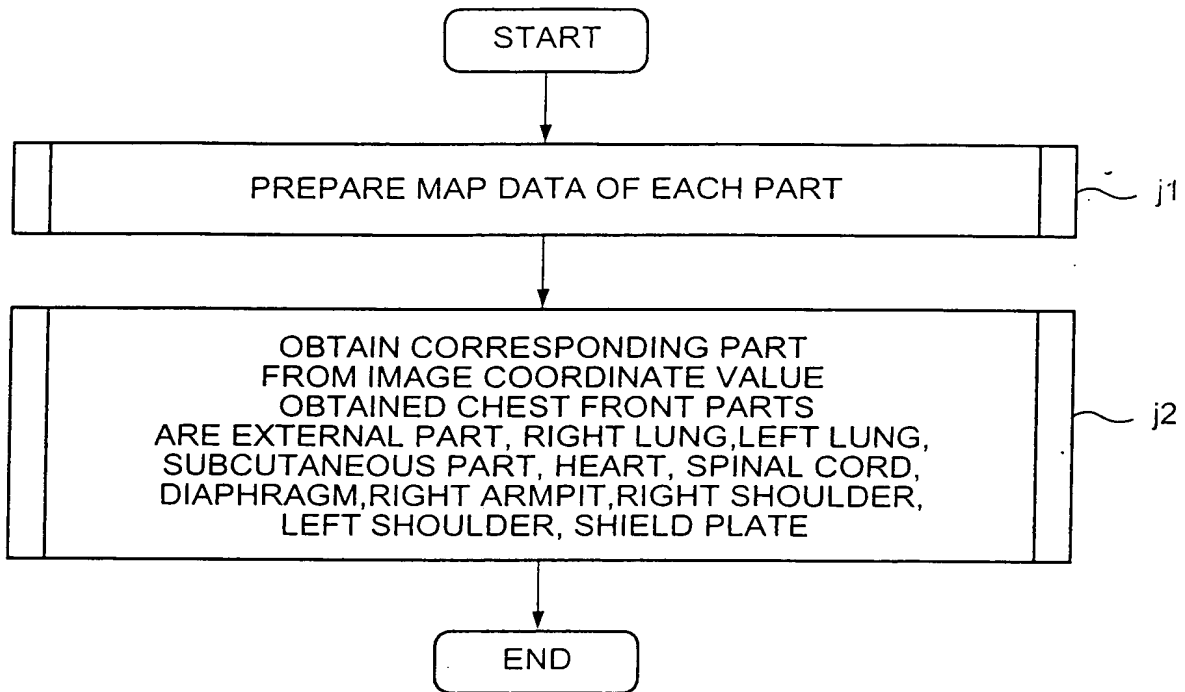 START
PREPARE MAP DATA OF EACH PART
j1
OBTAIN CORRESPONDING PART
FROM IMAGE COORDINATE VALUE
OBTAINED CHEST FRONT PARTS
ARE EXTERNAL PART, RIGHT LUNG,LEFT LUNG,
SUBCUTANEOUS PART, HEART, SPINAL CORD,
DIAPHRAGM,RIGHT ARMPIT,RIGHT SHOULDER,
LEFT SHOULDER, SHIELD PLATE
j2
END